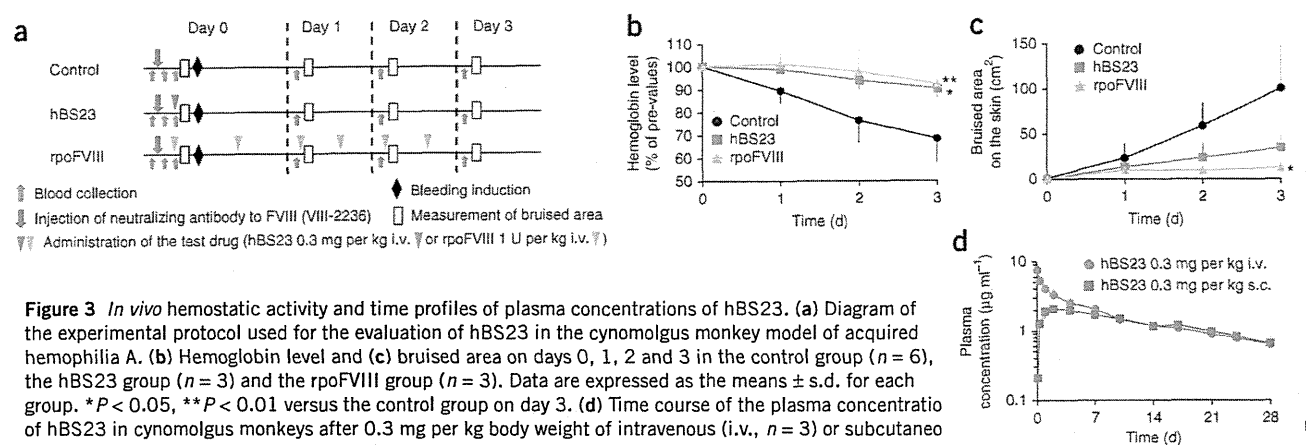 a
Day 0 Day 1 Day 2 Day 3
Control
hBS23
rpoFVIII
Blood collection
Bleeding induction
Injection of neutralizing antibody to FVIII (VIII-2236)
Measurement of bruised area
Administration of the test drug (hBS23 0.3 mg per kg i.v. or rpoFVIII 1 U per kg i.v. )
b
Hemoglobin level
(% of pre-values)
110
100
90
80
70
60
50
Control
hBS23
rpoFVIII
**
*
0 1 2 3
Time (d)
c
Bruised area
on the skin (cm2)
150
100
50
0
Control
hBS23
rpoFVIII
*
0 1 2 3
Time (d)
d
Plasma
concentration (µg ml−1)
10
1
0.1
hBS23 0.3 mg per kg i.v.
hBS23 0.3 mg per kg s.c.
0 7 14 21 28
Time (d)
Figure 3 In vivo hemostatic activity and time profiles of plasma concentrations of hBS23. (a) Diagram of
the experimental protocol used for the evaluation of hBS23 in the cynomolgus monkey model of acquired
hemophilia A. (b) Hemoglobin level and (c) bruised area on days 0, 1, 2 and 3 in the control group (n = 6),
the hBS23 group (n = 3) and the rpoFVIII group (n = 3). Data are expressed as the means ± s.d. for each
group. *P < 0.05, **P < 0.01 versus the control group on day 3. (d) Time course of the plasma concentratio
of hBS23 in cynomolgus monkeys after 0.3 mg per kg body weight of intravenous (i.v., n = 3) or subcutaneo